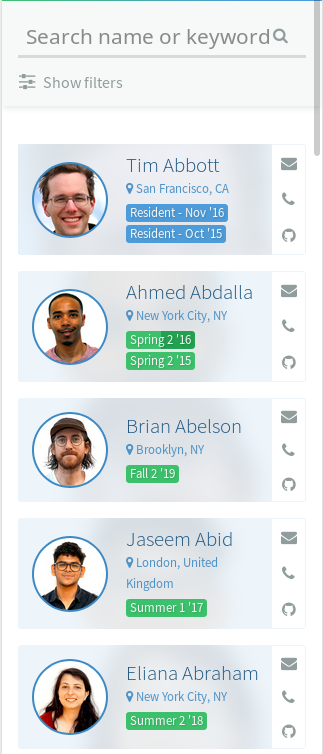 Search name or keyword
Show filters
Tim Abbott
San Francisco, CA
Resident - Nov '16
Resident - Oct '15
Ahmed Abdalla
New York City, NY
Spring 2 '16
Spring 2 '15
Brian Abelson
Brooklyn, NY
Fall 2 '19
Jaseem Abid
London, United
Kingdom
Summer 1 '17
Eliana Abraham
New York City, NY
Summer 2 '18